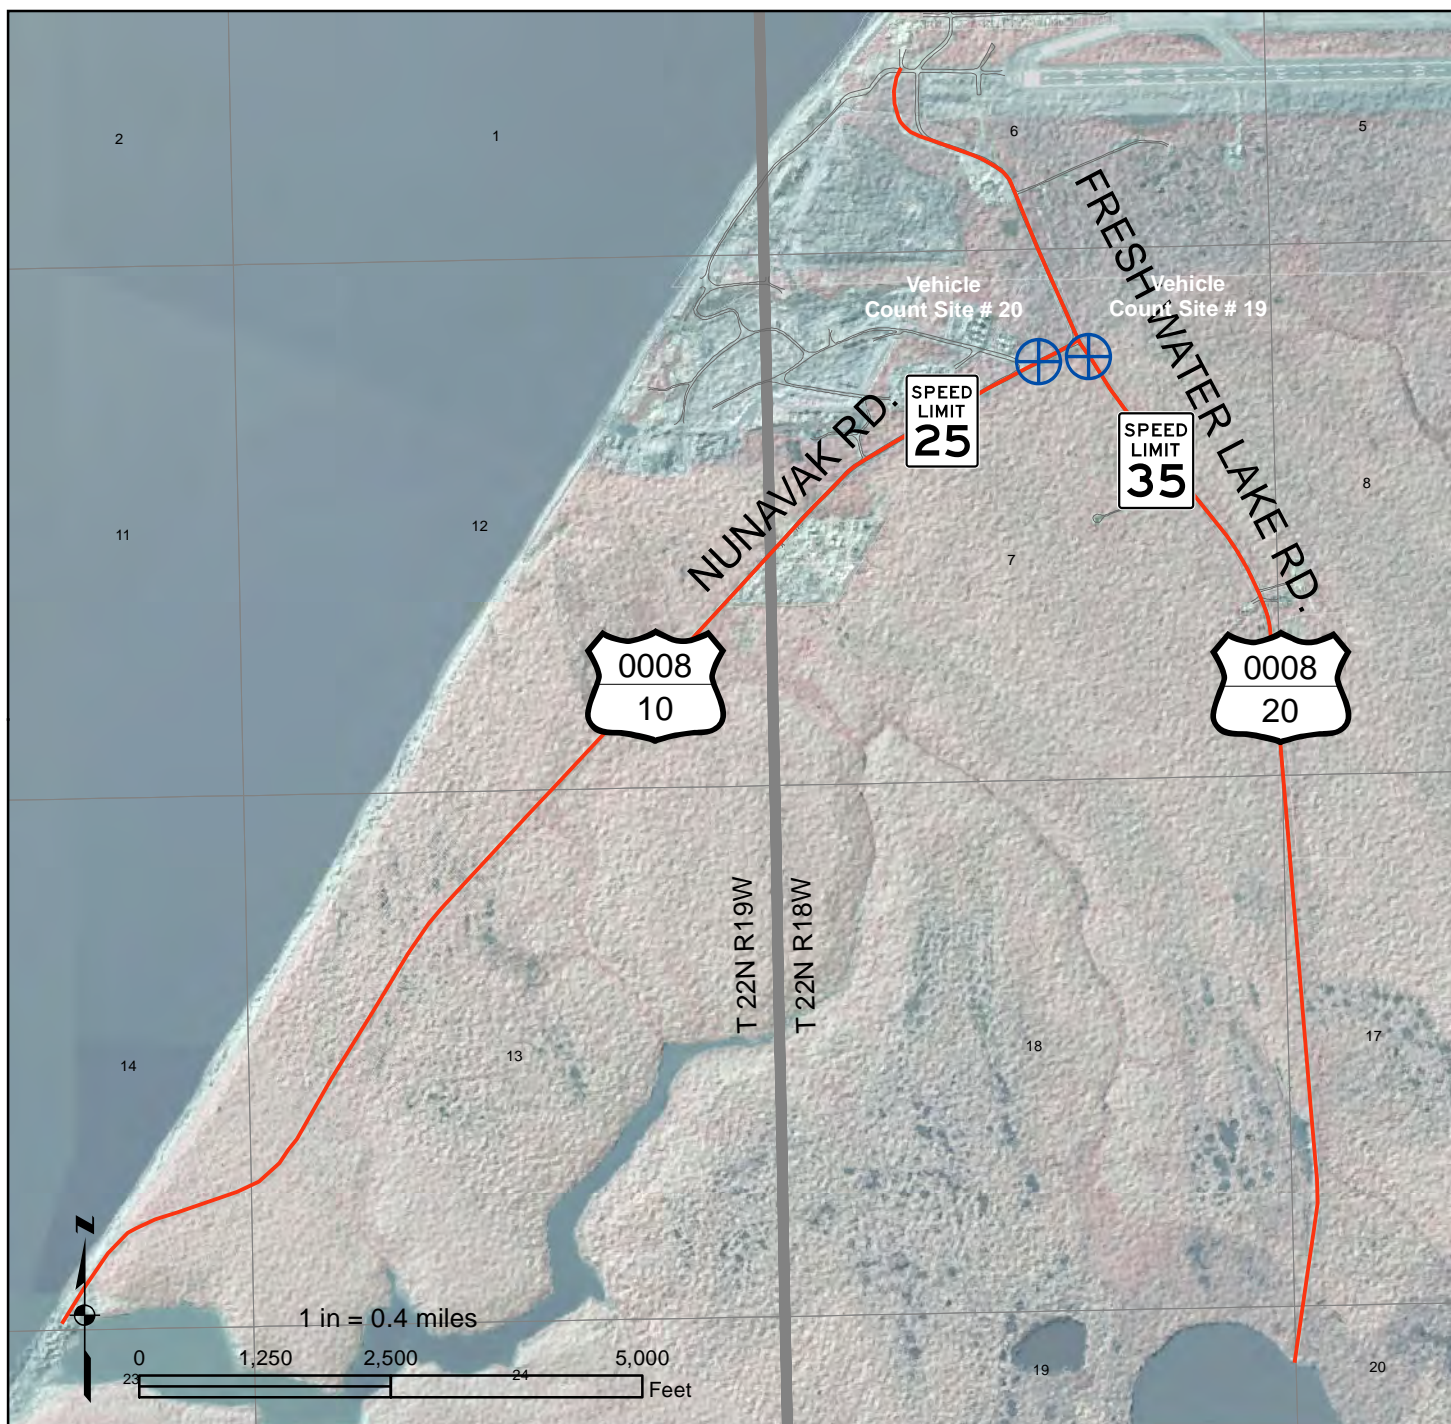 2
1
6
5
FRESH WATER LAKE RD.
Vehicle
Count Site # 20
Vehicle
Count Site # 19
SPEED
LIMIT
25
SPEED
LIMIT
35
NUNAVAK RD.
11
12
7
8
0008
10
0008
20
T 22N R19W
T 22N R18W
14
13
18
17
N
1 in = 0.4 miles
0
1,250
2,500
5,000
Feet
23
24
19
20